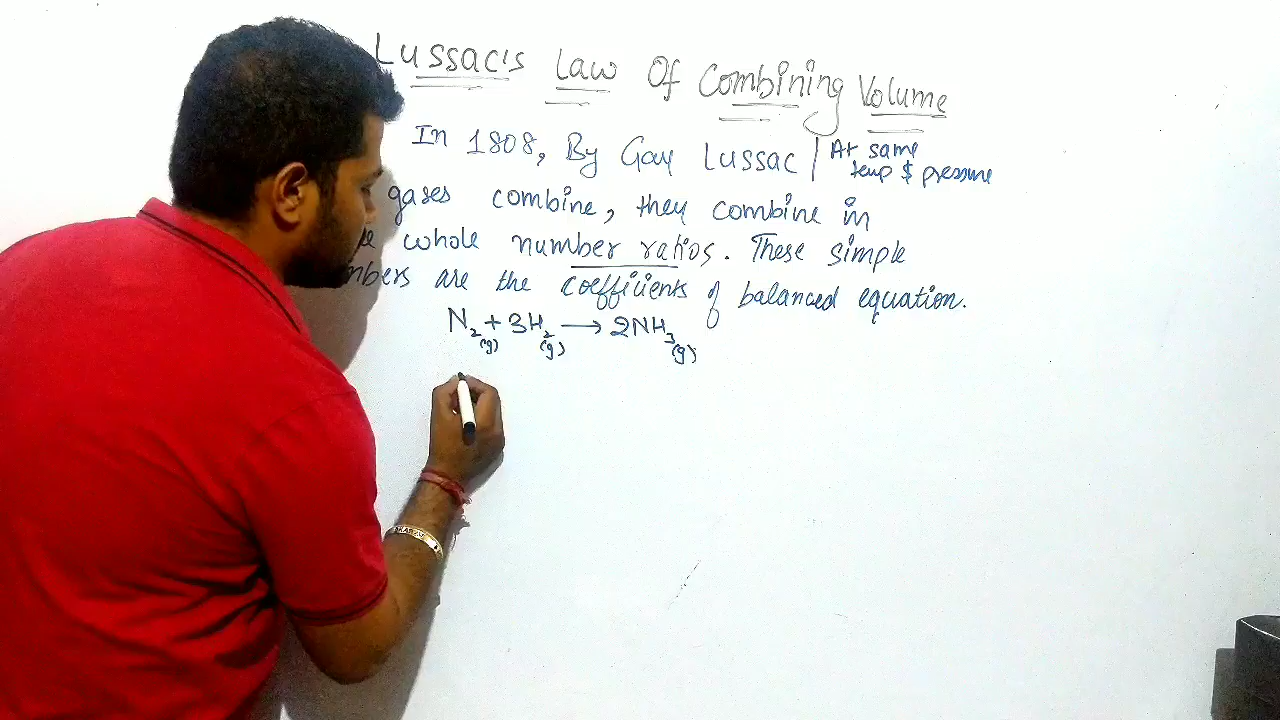 Lussac's Law Of Combining Volume
In 1808, By Gay Lussac | At same
temp & pressure
gases combine, they combine in
whole number ratios. These simple
mbers are the coefficients of balanced equation.
N₂(g) + 3H₂(g) → 2NH₃(g)